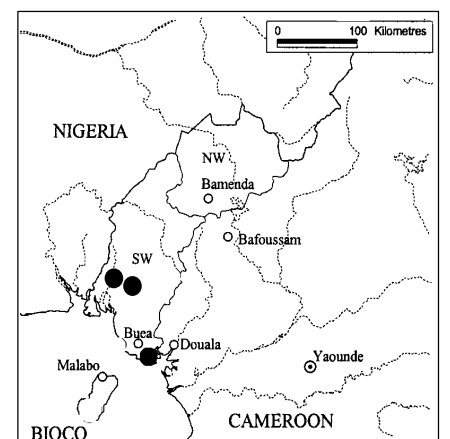 0 100 Kilometres
NIGERIA
NW
Bamenda
Bafoussam
SW
Buea
Douala
Malabo
Yaounde
CAMEROON
BIOCO